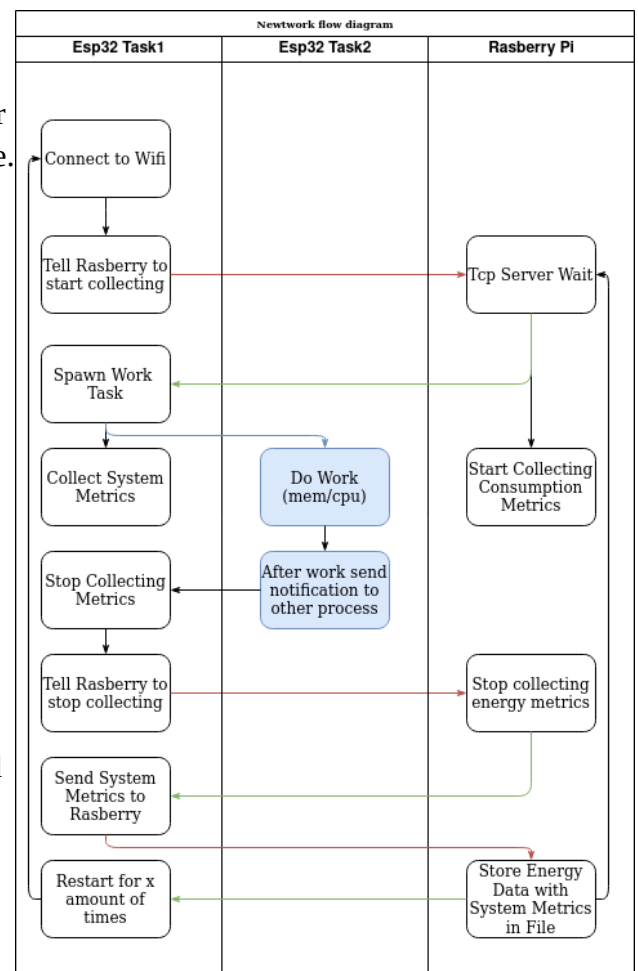 Newtwork flow diagram
Esp32 Task1
Esp32 Task2
Rasberry Pi
r
e.
Connect to Wifi
Tell Rasberry to
start collecting
Tcp Server Wait
Spawn Work
Task
Collect System
Metrics
Do Work
(mem/cpu)
Start Collecting
Consumption
Metrics
Stop Collecting
Metrics
After work send
notification to
other process
Tell Rasberry to
stop collecting
Stop collecting
energy metrics
Send System
Metrics to
Rasberry
Restart for x
amount of
times
Store Energy
Data with
System Metrics
in File